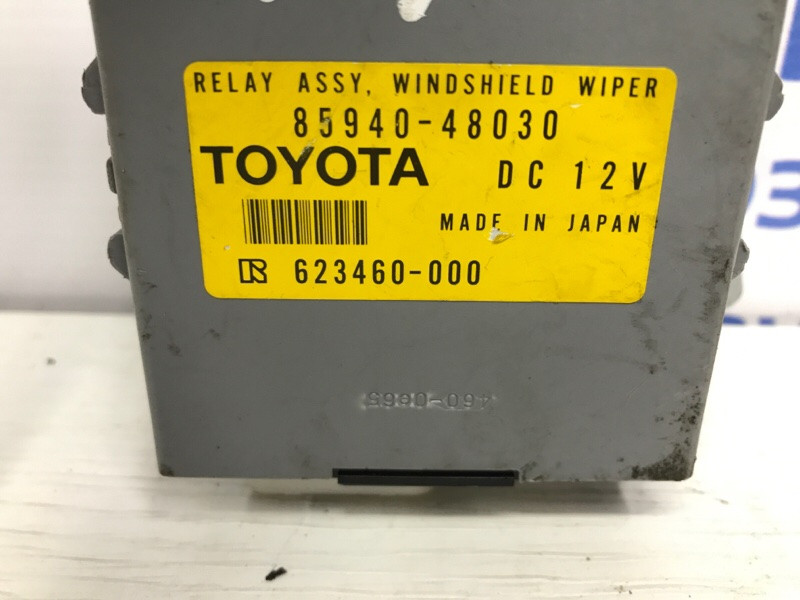 RELAY ASSY, WINDSHIELD WIPER
85940-48030
TOYOTA DC 12V
MADE IN JAPAN
R 623460-000